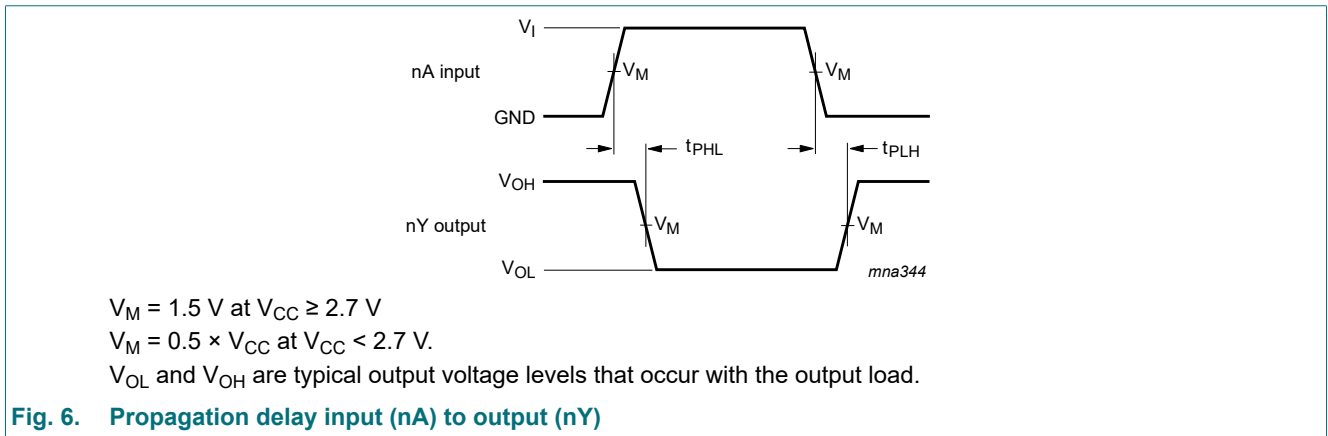 V_I
nA input
V_M
V_M
GND
t_PHL
t_PLH
V_OH
nY output
V_M
V_M
V_OL
mna344
V_M = 1.5 V at V_CC ≥ 2.7 V
V_M = 0.5 × V_CC at V_CC < 2.7 V.
V_OL and V_OH are typical output voltage levels that occur with the output load.
Fig. 6. Propagation delay input (nA) to output (nY)